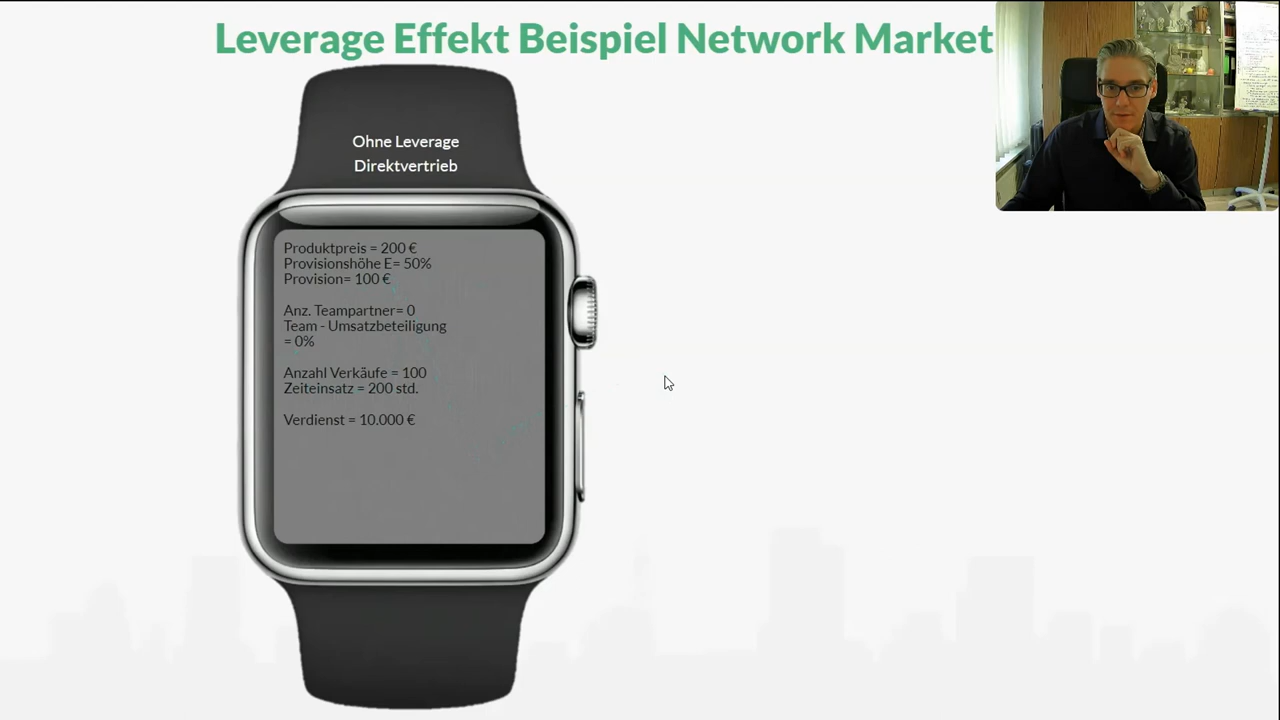 Leverage Effekt Beispiel Network Market
Ohne Leverage
Direktvertrieb
Produktpreis = 200 €
Provisionshöhe E= 50%
Provision= 100 €
Anz. Teampartner= 0
Team - Umsatzbeteiligung
= 0%
Anzahl Verkäufe = 100
Zeiteinsatz = 200 std.
Verdienst = 10.000 €